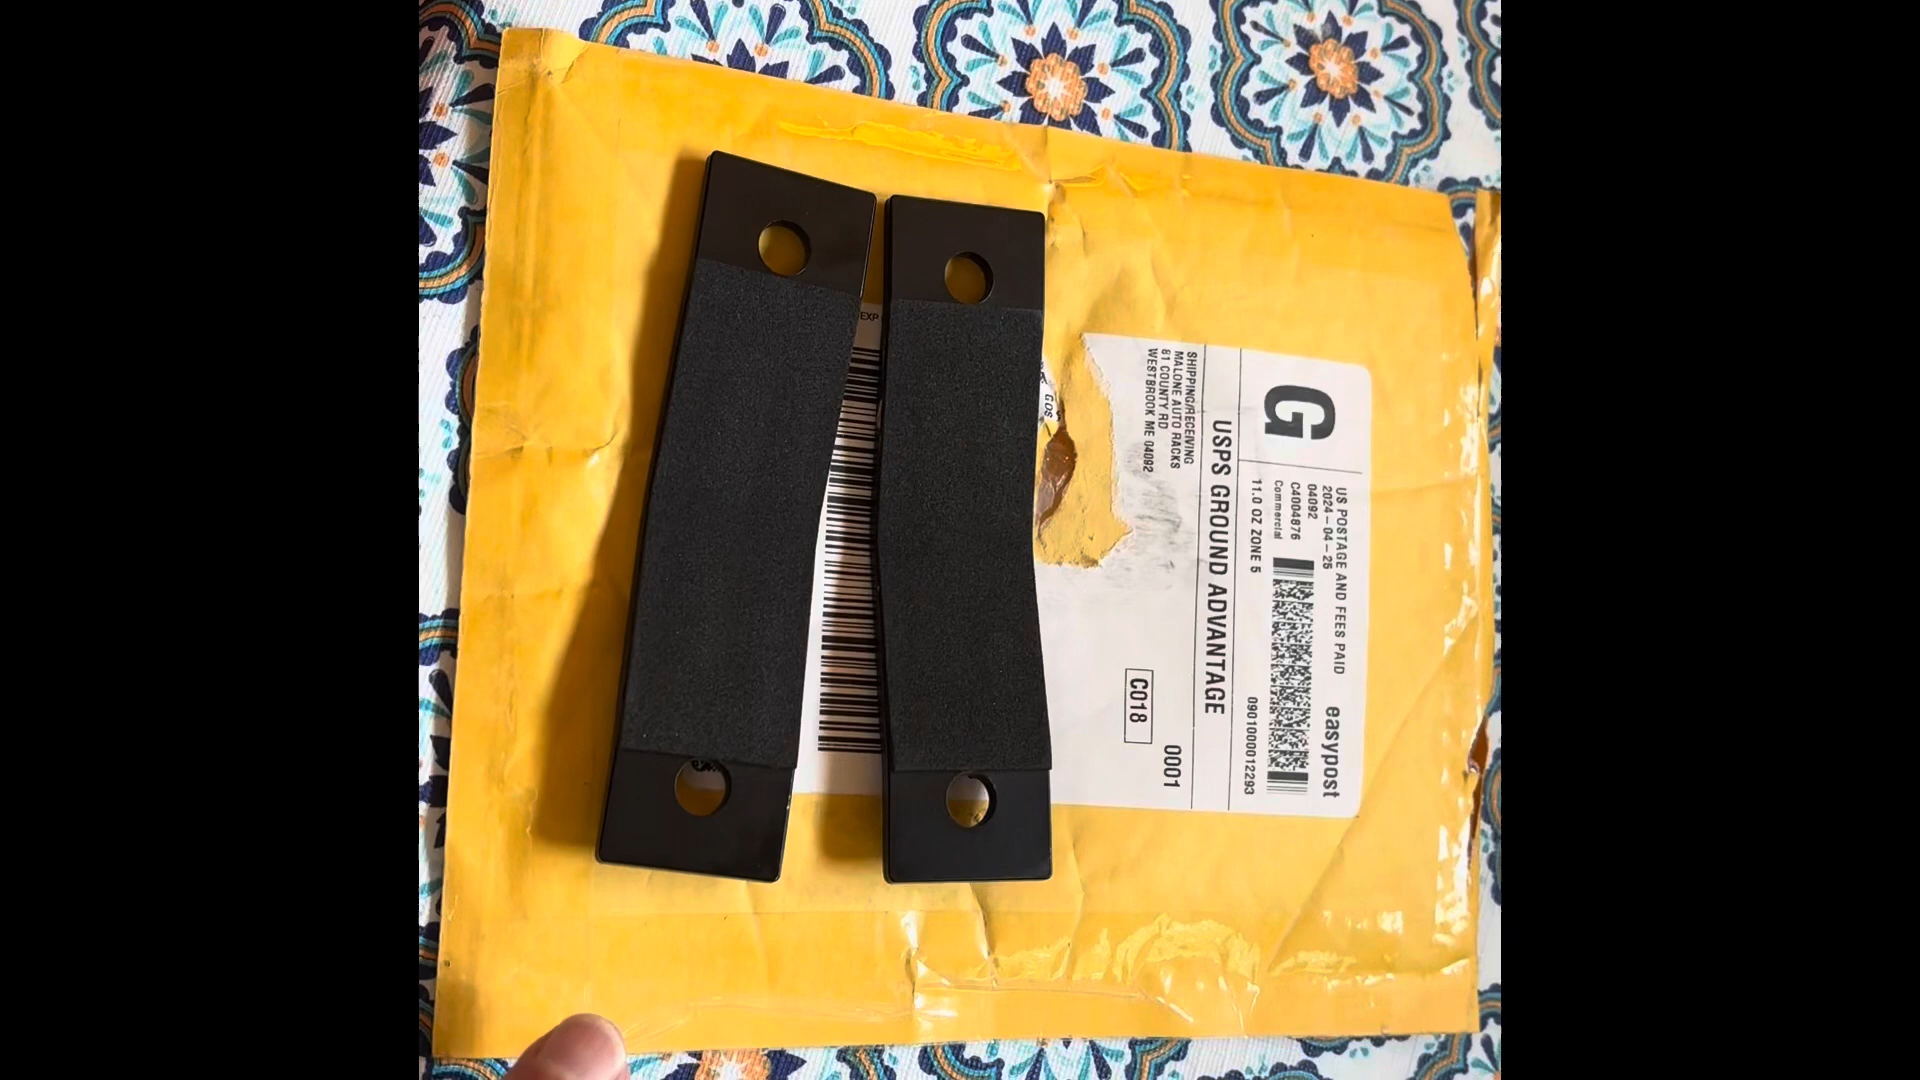 G
US POSTAGE AND FEES PAID
2024-04-25
04092
C4004876
Commercial
11.0 OZ ZONE 5
easypost
0901000012293
USPS GROUND ADVANTAGE
SHIPPING/RECEIVING
MALONE AUTO RACKS
81 COUNTY RD
WESTBROOK ME 04092
0001
C018
EXP